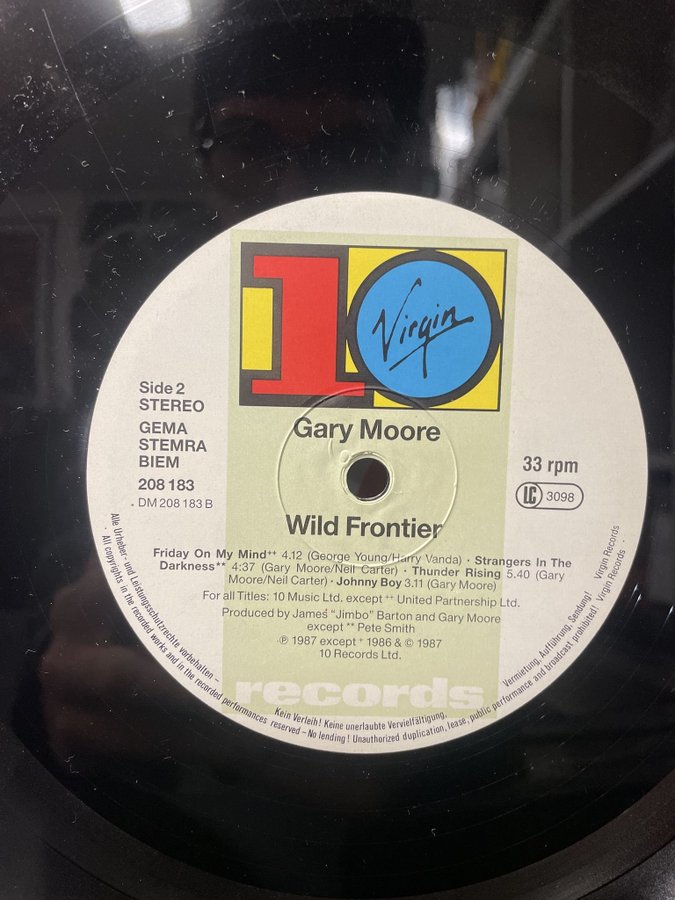 10
Virgin
Side 2
STEREO
GEMA
STEMRA
BIEM
208 183
DM 208 183 B
Gary Moore
33 rpm
LC 3098
Wild Frontier
Friday On My Mind⁺⁺ 4.12 (George Young/Harry Vanda) · Strangers In The
Darkness** 4:37 (Gary Moore/Neil Carter) · Thunder Rising 5.40 (Gary
Moore/Neil Carter) · Johnny Boy 3.11 (Gary Moore)
For all Titles: 10 Music Ltd. except ⁺⁺ United Partnership Ltd.
Produced by James "Jimbo" Barton and Gary Moore
except ** Pete Smith
℗ 1987 except ⁺ 1986 & © 1987
10 Records Ltd.
records
Alle Urheber- und Leistungsschutzrechte vorbehalten – Kein Verleih! Keine unerlaubte Vervielfältigung, Vermietung, Aufführung, Sendung! Virgin Records
· All copyrights in the recorded works and in the recorded performances reserved – No lending! Unauthorized duplication, lease, public performance and broadcast prohibited! Virgin Records ·